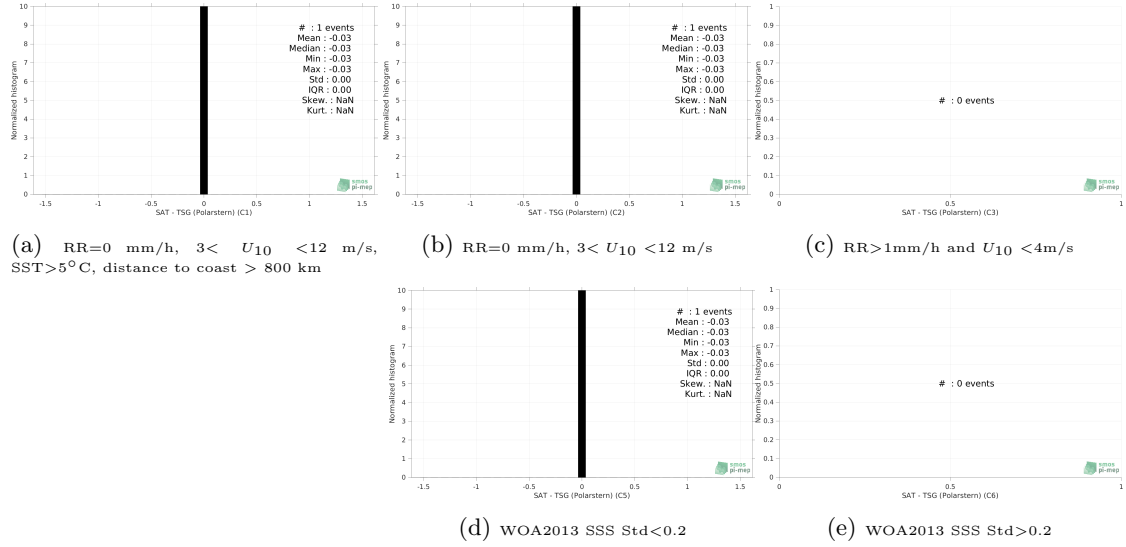 10
9
8
7
6
5
4
3
2
1
0
Normalized histogram
# : 1 events
Mean : -0.03
Median : -0.03
Min : -0.03
Max : -0.03
Std : 0.00
IQR : 0.00
Skew. : NaN
Kurt. : NaN
smos
pi-mep
-1.5 -1 -0.5 0 0.5 1 1.5
SAT - TSG (Polarstern) (C1)
(a) RR=0 mm/h, 3< U10 <12 m/s,
SST>5°C, distance to coast > 800 km
10
9
8
7
6
5
4
3
2
1
0
Normalized histogram
# : 1 events
Mean : -0.03
Median : -0.03
Min : -0.03
Max : -0.03
Std : 0.00
IQR : 0.00
Skew. : NaN
Kurt. : NaN
smos
pi-mep
-1.5 -1 -0.5 0 0.5 1 1.5
SAT - TSG (Polarstern) (C2)
(b) RR=0 mm/h, 3< U10 <12 m/s
1
0.9
0.8
0.7
0.6
0.5
0.4
0.3
0.2
0.1
0
Normalized histogram
# : 0 events
smos
pi-mep
0 0.5 1
SAT - TSG (Polarstern) (C3)
(c) RR>1mm/h and U10 <4m/s
10
9
8
7
6
5
4
3
2
1
0
Normalized histogram
# : 1 events
Mean : -0.03
Median : -0.03
Min : -0.03
Max : -0.03
Std : 0.00
IQR : 0.00
Skew. : NaN
Kurt. : NaN
smos
pi-mep
-1.5 -1 -0.5 0 0.5 1 1.5
SAT - TSG (Polarstern) (C5)
(d) WOA2013 SSS Std<0.2
1
0.9
0.8
0.7
0.6
0.5
0.4
0.3
0.2
0.1
0
Normalized histogram
# : 0 events
smos
pi-mep
0 0.5 1
SAT - TSG (Polarstern) (C6)
(e) WOA2013 SSS Std>0.2